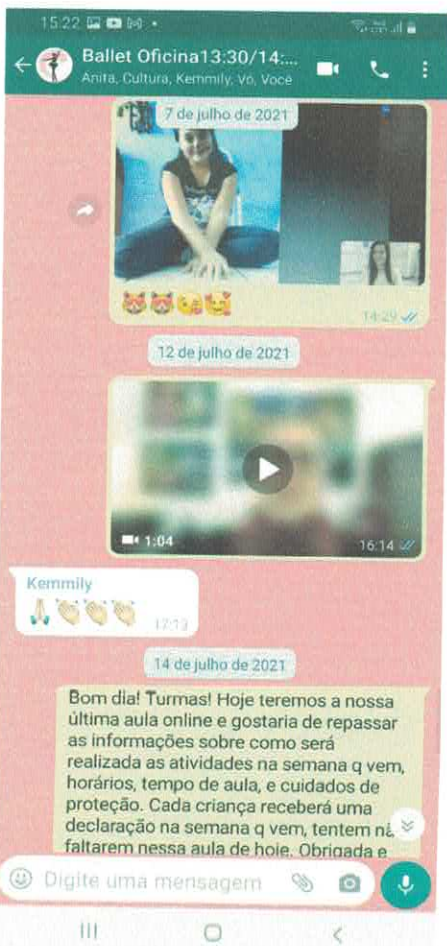 15:22
Ballet Oficina13:30/14:...
Anita, Cultura, Kemmily, Vó, Você
7 de julho de 2021
14:29
12 de julho de 2021
1:04
16:14
Kemmily
17:13
14 de julho de 2021
Bom dia! Turmas! Hoje teremos a nossa
última aula online e gostaria de repassar
as informações sobre como será
realizada as atividades na semana q vem,
horários, tempo de aula, e cuidados de
proteção. Cada criança receberá uma
declaração na semana q vem, tentem
faltarem nessa aula de hoje. Obrigada e
Digite uma mensagem